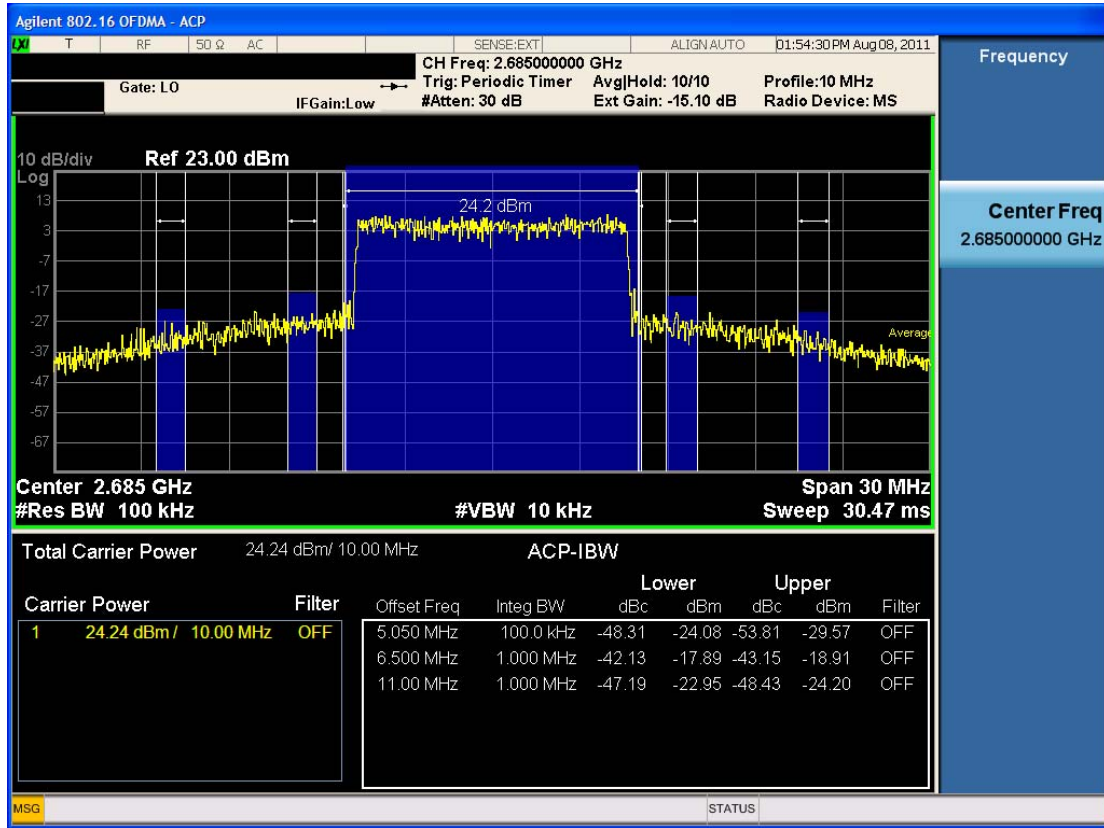 Agilent 802.16 OFDMA - ACP
LXI T RF 50 Ω AC SENSE:EXT ALIGN AUTO 01:54:30 PM Aug 08, 2011
CH Freq: 2.685000000 GHz
Gate: LO Trig: Periodic Timer Avg|Hold: 10/10 Profile:10 MHz
IFGain:Low #Atten: 30 dB Ext Gain: -15.10 dB Radio Device: MS
Frequency
Center Freq
2.685000000 GHz
10 dB/div Ref 23.00 dBm
Log
13
24.2 dBm
3
-7
-17
-27
Average
-37
-47
-57
-67
Center 2.685 GHz Span 30 MHz
#Res BW 100 kHz #VBW 10 kHz Sweep 30.47 ms
Total Carrier Power 24.24 dBm/ 10.00 MHz ACP-IBW
Lower Upper
Carrier Power Filter Offset Freq Integ BW dBc dBm dBc dBm Filter
1 24.24 dBm / 10.00 MHz OFF 5.050 MHz 100.0 kHz -48.31 -24.08 -53.81 -29.57 OFF
6.500 MHz 1.000 MHz -42.13 -17.89 -43.15 -18.91 OFF
11.00 MHz 1.000 MHz -47.19 -22.95 -48.43 -24.20 OFF
MSG STATUS